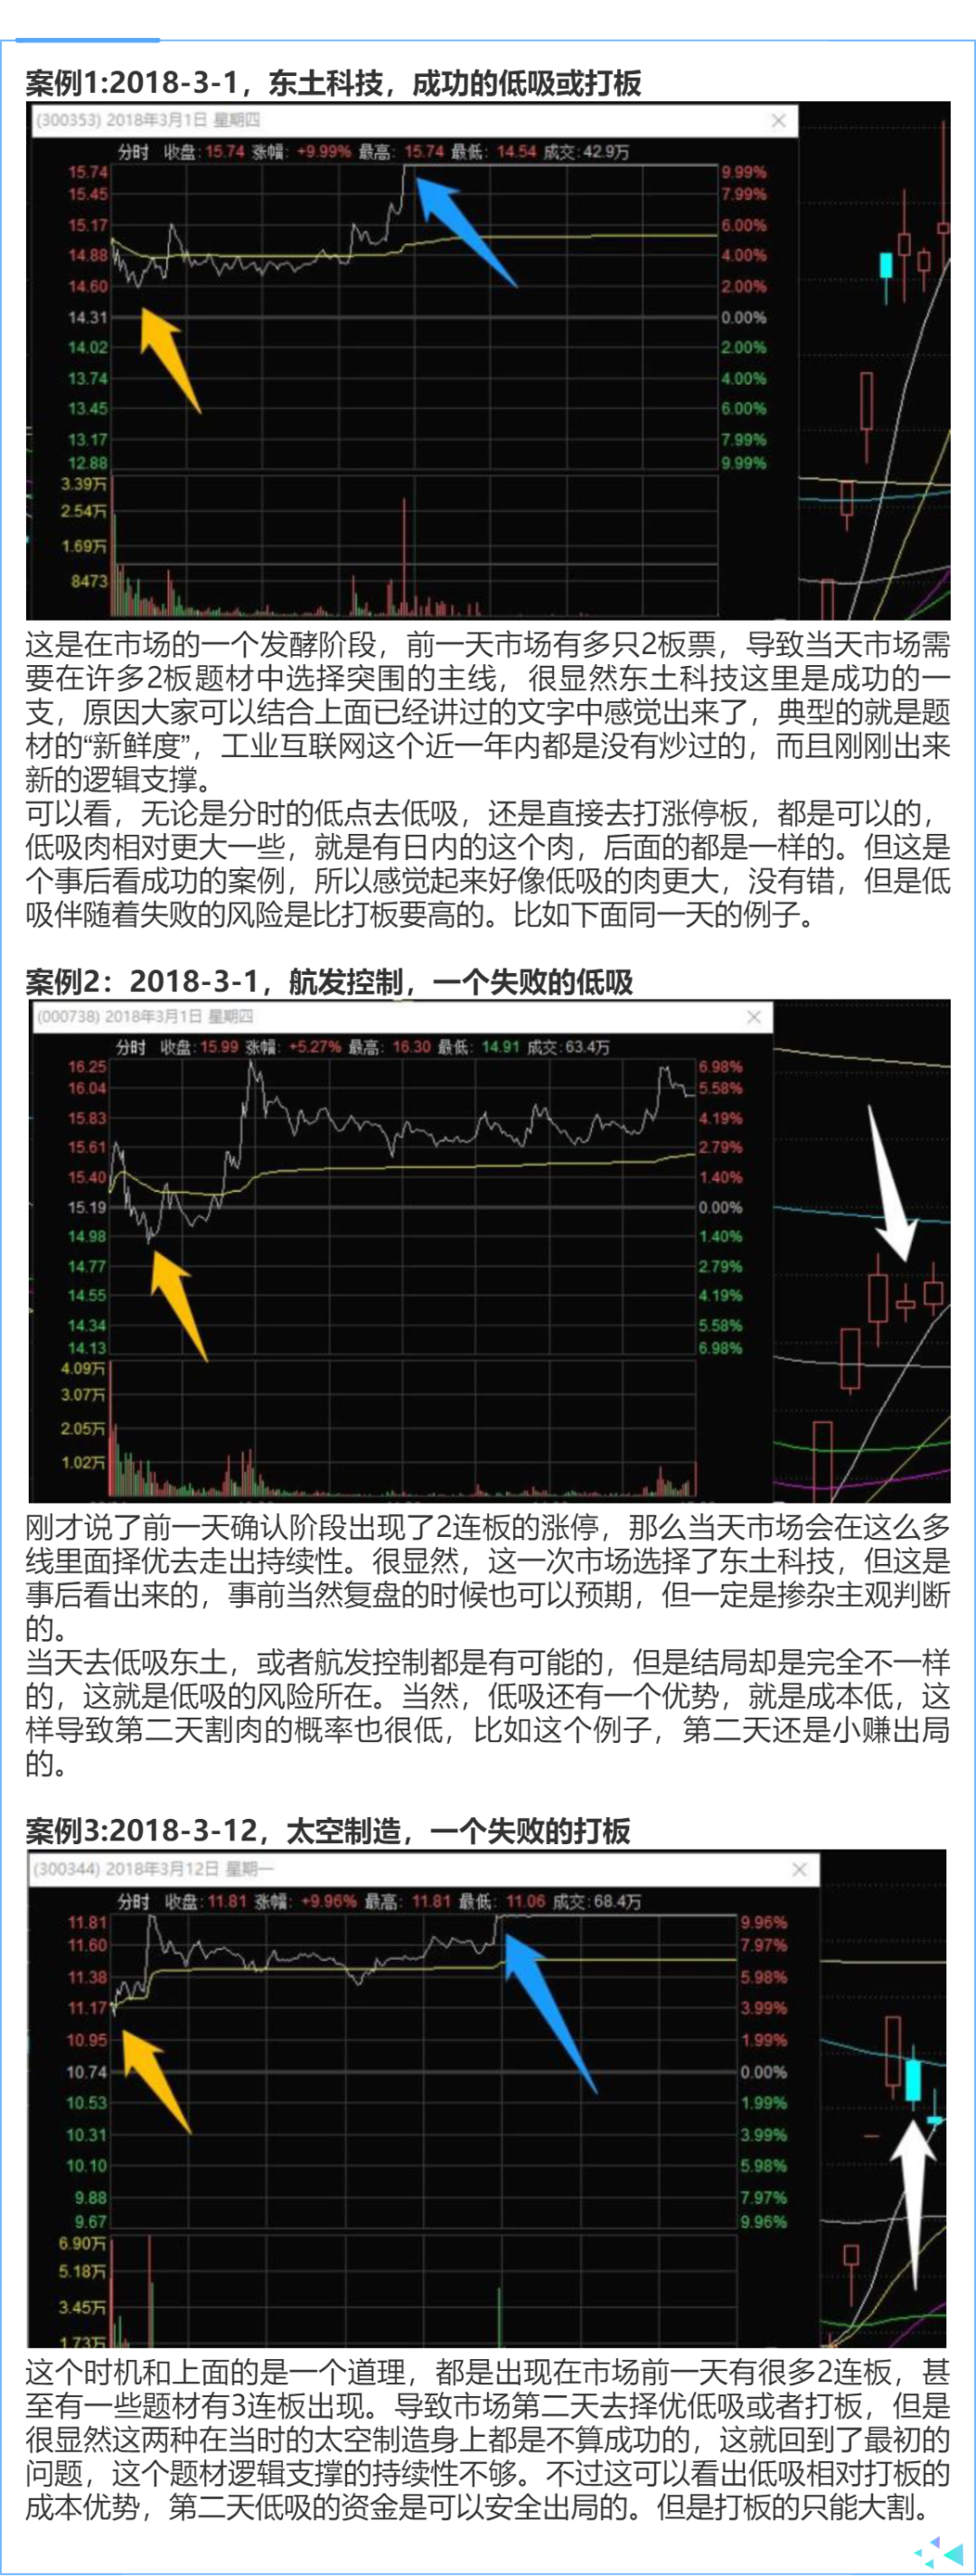 案例1:2018-3-1，东土科技，成功的低吸或打板
(300353) 2018年3月1日 星期四
分时 收盘:15.74 涨幅: +9.99% 最高: 15.74 最低: 14.54 成交:42.9万
15.74 9.99%
15.45 7.99%
15.17 6.00%
14.88 4.00%
14.60 2.00%
14.31 0.00%
14.02 2.00%
13.74 4.00%
13.45 6.00%
13.17 7.99%
12.88 9.99%
3.39万
2.54万
1.69万
8473
这是在市场的一个发酵阶段，前一天市场有多只2板票，导致当天市场需
要在许多2板题材中选择突围的主线，很显然东土科技这里是成功的一
支，原因大家可以结合上面已经讲过的文字中感觉出来了，典型的就是题
材的“新鲜度”，工业互联网这个近一年内都是没有炒过的，而且刚刚出来
新的逻辑支撑。
可以看，无论是分时的低点去低吸，还是直接去打涨停板，都是可以的，
低吸肉相对更大一些，就是有日内的这个肉，后面的都是一样的。但这是
个事后看成功的案例，所以感觉起来好像低吸的肉更大，没有错，但是低
吸伴随着失败的风险是比打板要高的。比如下面同一天的例子。
案例2：2018-3-1，航发控制，一个失败的低吸
(000738) 2018年3月1日 星期四
分时 收盘:15.99 涨幅: +5.27% 最高: 16.30 最低: 14.91 成交:63.4万
16.25 6.98%
16.04 5.58%
15.83 4.19%
15.61 2.79%
15.40 1.40%
15.19 0.00%
14.98 1.40%
14.77 2.79%
14.55 4.19%
14.34 5.58%
14.13 6.98%
4.09万
3.07万
2.05万
1.02万
刚才说了前一天确认阶段出现了2连板的涨停，那么当天市场会在这么多
线里面择优去走出持续性。很显然，这一次市场选择了东土科技，但这是
事后看出来的，事前当然复盘的时候也可以预期，但一定是掺杂主观判断
的。
当天去低吸东土，或者航发控制都是有可能的，但是结局却是完全不一样
的，这就是低吸的风险所在。当然，低吸还有一个优势，就是成本低，这
样导致第二天割肉的概率也很低，比如这个例子，第二天还是小赚出局
的。
案例3:2018-3-12，太空制造，一个失败的打板
(300344) 2018年3月12日 星期一
分时 收盘:11.81 涨幅: +9.96% 最高: 11.81 最低: 11.06 成交:68.4万
11.81 9.96%
11.60 7.97%
11.38 5.98%
11.17 3.99%
10.95 1.99%
10.74 0.00%
10.53 1.99%
10.31 3.99%
10.10 5.98%
9.88 7.97%
9.67 9.96%
6.90万
5.18万
3.45万
1.73万
这个时机和上面的是一个道理，都是出现在市场前一天有很多2连板，甚
至有一些题材有3连板出现。导致市场第二天去择优低吸或者打板，但是
很显然这两种在当时的太空制造身上都是不算成功的，这就回到了最初的
问题，这个题材逻辑支撑的持续性不够。不过这可以看出低吸相对打板的
成本优势，第二天低吸的资金是可以安全出局的。但是打板的只能大割。